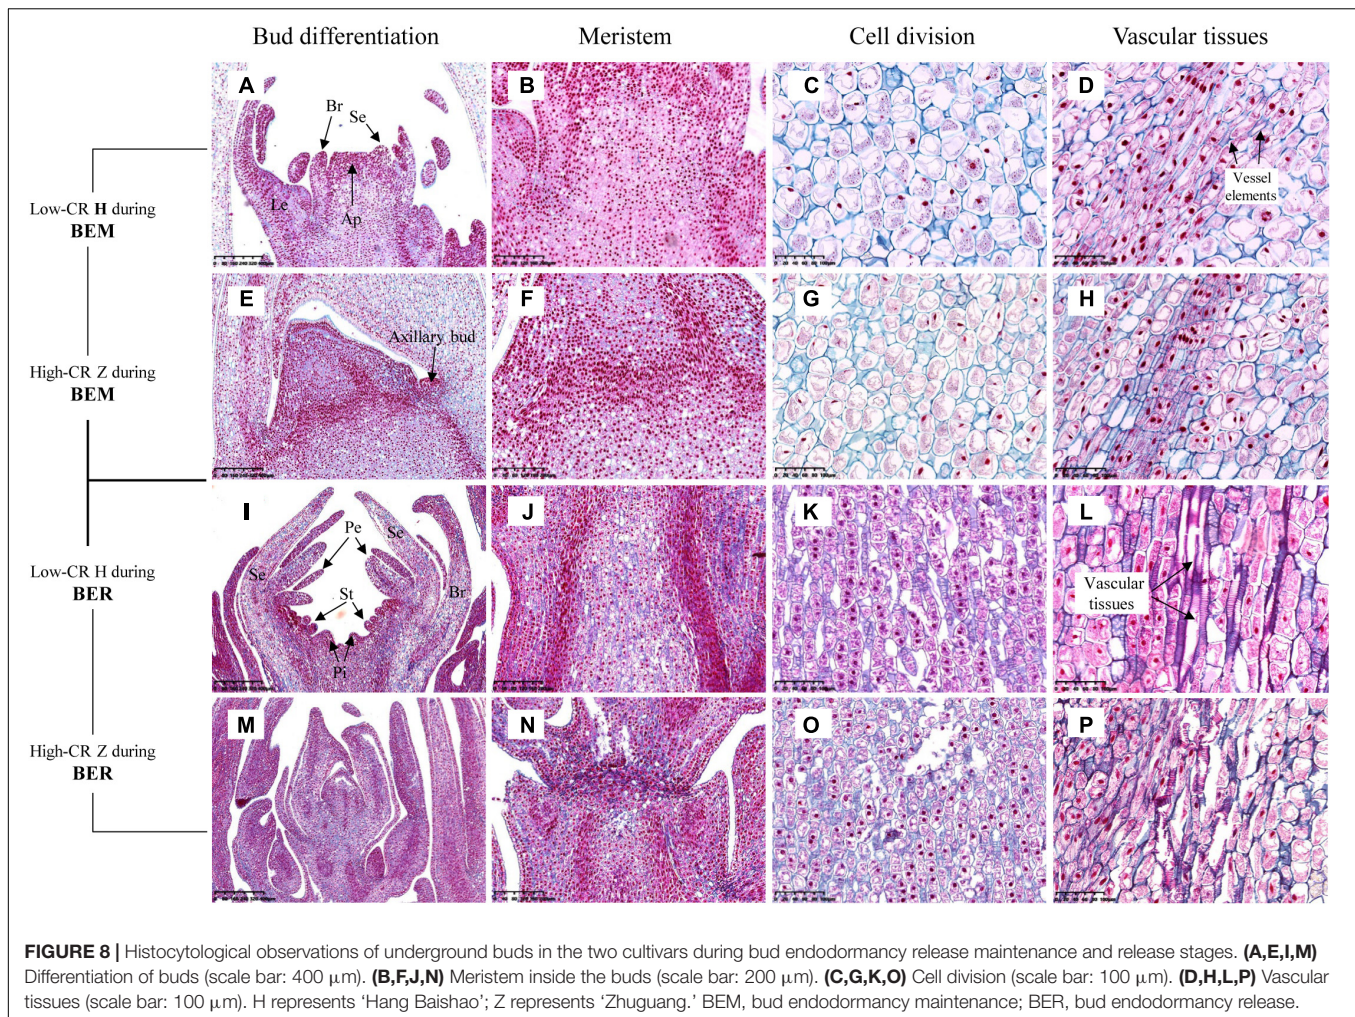 Bud differentiation
Meristem
Cell division
Vascular tissues
Low-CR H during
BEM
High-CR Z during
BEM
Low-CR H during
BER
High-CR Z during
BER
A
Br
Se
Le
Ap
B
C
D
Vessel
elements
E
Axillary bud
F
G
H
I
Pe
Se
Se
St
Br
Pi
J
K
L
Vascular
tissues
M
N
O
P
FIGURE 8 | Histocytological observations of underground buds in the two cultivars during bud endodormancy release maintenance and release stages. (A,E,I,M)
Differentiation of buds (scale bar: 400 μm). (B,F,J,N) Meristem inside the buds (scale bar: 200 μm). (C,G,K,O) Cell division (scale bar: 100 μm). (D,H,L,P) Vascular
tissues (scale bar: 100 μm). H represents ‘Hang Baishao’; Z represents ‘Zhuguang.’ BEM, bud endodormancy maintenance; BER, bud endodormancy release.